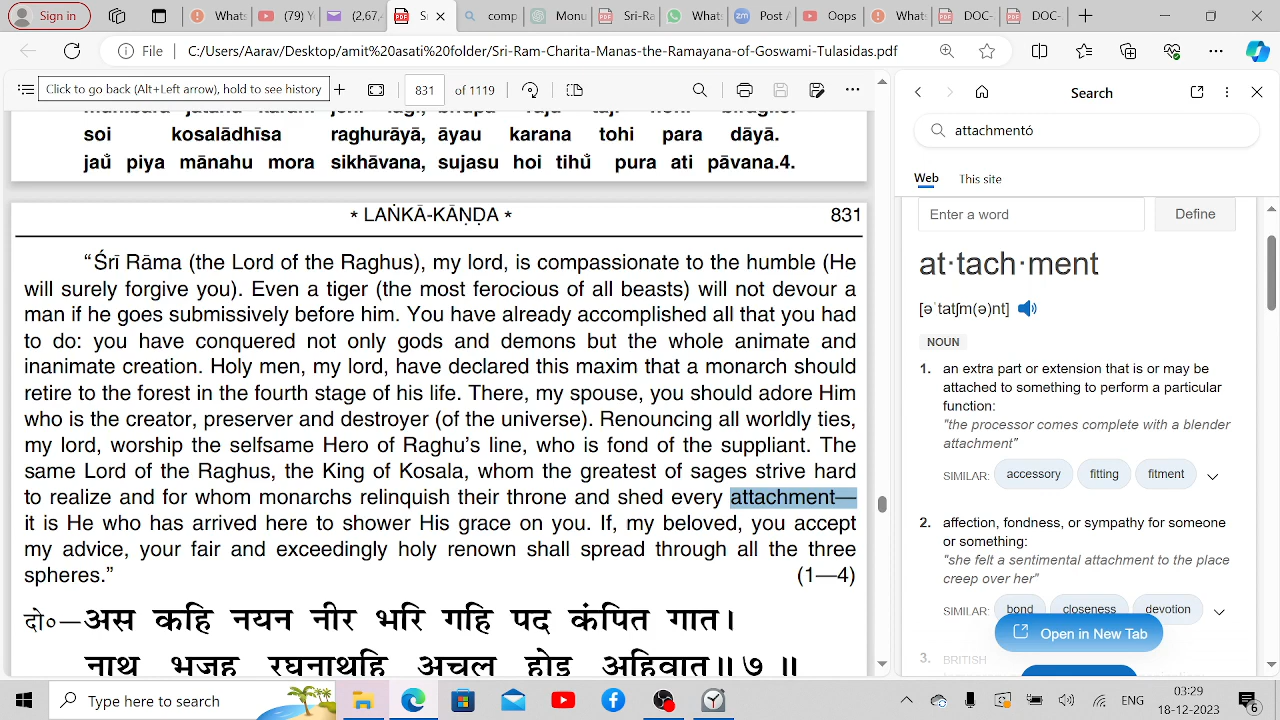 Sign in
Whats
(79) Y
(2,67
S
comp
Monu
Sri-Ra
Whats
Post /
Oops
Whats
DOC-
DOC-
File
C:/Users/Aarav/Desktop/amit%20asati%20folder/Sri-Ram-Charita-Manas-the-Ramayana-of-Goswami-Tulasidas.pdf
Click to go back (Alt+Left arrow), hold to see history
831 of 1119
soi kosalādhīsa raghurāyā, āyau karana tohi para dāyā.
jaů piya mānahu mora sikhāvana, sujasu hoi tihů pura ati pāvana.4.
* LAṄKĀ-KĀṆḌA * 831
“Śrī Rāma (the Lord of the Raghus), my lord, is compassionate to the humble (He
will surely forgive you). Even a tiger (the most ferocious of all beasts) will not devour a
man if he goes submissively before him. You have already accomplished all that you had
to do: you have conquered not only gods and demons but the whole animate and
inanimate creation. Holy men, my lord, have declared this maxim that a monarch should
retire to the forest in the fourth stage of his life. There, my spouse, you should adore Him
who is the creator, preserver and destroyer (of the universe). Renouncing all worldly ties,
my lord, worship the selfsame Hero of Raghu’s line, who is fond of the suppliant. The
same Lord of the Raghus, the King of Kosala, whom the greatest of sages strive hard
to realize and for whom monarchs relinquish their throne and shed every attachment—
it is He who has arrived here to shower His grace on you. If, my beloved, you accept
my advice, your fair and exceedingly holy renown shall spread through all the three
spheres.” (1—4)
दो०—अस कहि नयन नीर भरि गहि पद कंपित गात।
नाथ भजहु रघुनाथहि अचल होइ अहिवात॥ ७ ॥
Search
attachmentó
Web This site
Enter a word Define
at·tach·ment
[əˈtatʃm(ə)nt]
NOUN
1. an extra part or extension that is or may be
attached to something to perform a particular
function:
"the processor comes complete with a blender
attachment"
SIMILAR: accessory fitting fitment
2. affection, fondness, or sympathy for someone
or something:
"she felt a sentimental attachment to the place
creep over her"
SIMILAR: bond closeness devotion
Open in New Tab
3. BRITISH
Type here to search
ENG
03:29
18-12-2023
6